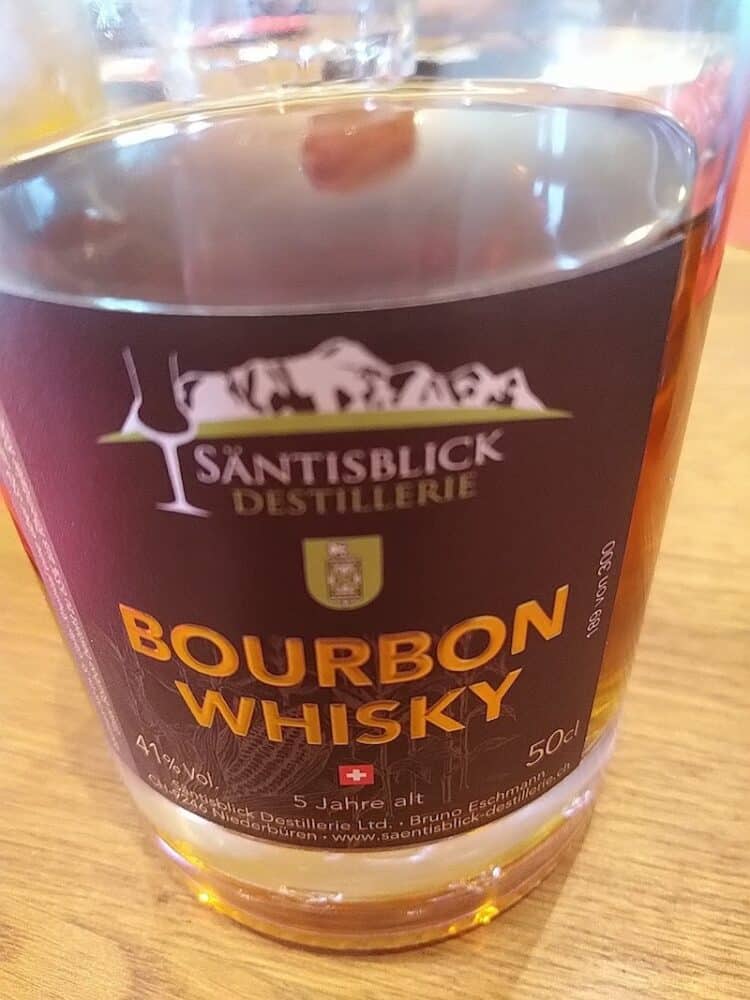 SÄNTISBLICK
DESTILLERIE
BOURBON
WHISKY
189 von 300
41% Vol.
50cl
5 Jahre alt
Säntisblick Destillerie Ltd. · Bruno Eschmann
CH-9246 Niederbüren · www.saentisblick-destillerie.ch